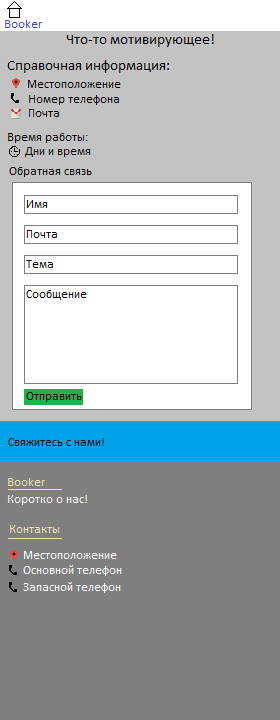 Booker
Что-то мотивирующее!
Справочная информация:
Местоположение
Номер телефона
Почта
Время работы:
Дни и время
Обратная связь
Имя
Почта
Тема
Сообщение
Отправить
Свяжитесь с нами!
Booker
Коротко о нас!
Контакты
Местоположение
Основной телефон
Запасной телефон